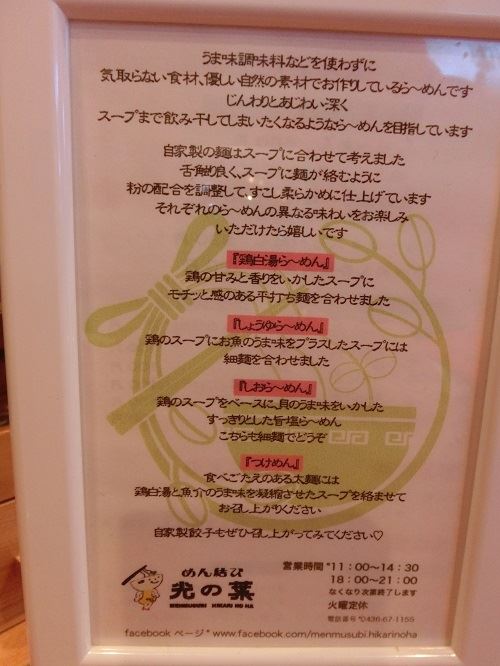 うま味調味料などを使わずに
気取らない食材、優しい自然の素材でお作りしているら～めんです
じんわりとあじわい深く
スープまで飲み干してしまいたくなるようなら～めんを目指しています
自家製の麺はスープに合わせて考えました
舌触り良く、スープに麺が絡むように
粉の配合を調整して、すこし柔らかめに仕上げています
それぞれのら～めんの異なる味わいをお楽しみ
いただけたら嬉しいです
『鶏白湯ら～めん』
鶏の甘みと香りをいかしたスープに
モチッと感のある平打ち麺を合わせました
『しょうゆら～めん』
鶏のスープにお魚のうま味をプラスしたスープには
細麺を合わせました
『しおら～めん』
鶏のスープをベースに、貝のうま味をいかした
すっきりとした旨塩ら～めん
こちらも細麺でどうぞ
『つけめん』
食べごたえのある太麺には
鶏白湯と魚介のうま味を凝縮させたスープを絡ませて
お召し上がりください
自家製餃子もぜひ召し上がってみてください♡
めん結び
光の葉
MENMUSUBI HIKARI NO HA
営業時間*11：00～14：30
18：00～21：00
なくなり次第終了します
火曜定休
電話番号*0436-67-1155
facebook ページ*www.facebook.com/menmusubi.hikarinoha